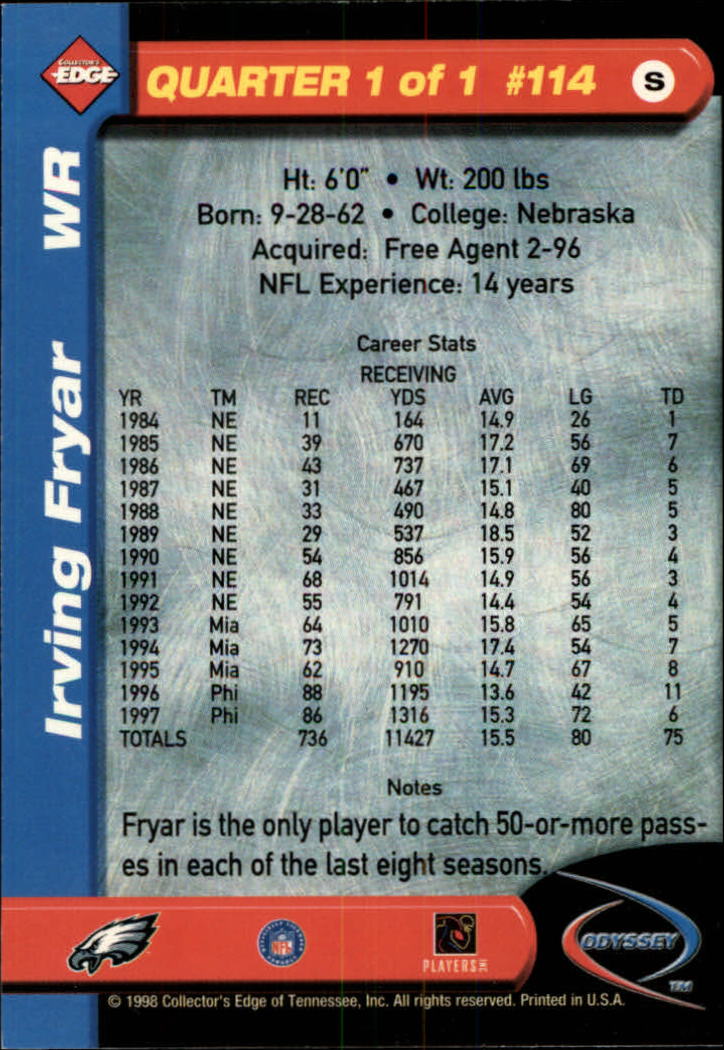 COLLECTOR'S
EDGE
QUARTER 1 of 1 #114 S
Irving Fryar WR
Ht: 6'0" • Wt: 200 lbs
Born: 9-28-62 • College: Nebraska
Acquired: Free Agent 2-96
NFL Experience: 14 years
Career Stats
RECEIVING
YR TM REC YDS AVG LG TD
1984 NE 11 164 14.9 26 1
1985 NE 39 670 17.2 56 7
1986 NE 43 737 17.1 69 6
1987 NE 31 467 15.1 40 5
1988 NE 33 490 14.8 80 5
1989 NE 29 537 18.5 52 3
1990 NE 54 856 15.9 56 4
1991 NE 68 1014 14.9 56 3
1992 NE 55 791 14.4 54 4
1993 Mia 64 1010 15.8 65 5
1994 Mia 73 1270 17.4 54 7
1995 Mia 62 910 14.7 67 8
1996 Phi 88 1195 13.6 42 11
1997 Phi 86 1316 15.3 72 6
TOTALS 736 11427 15.5 80 75
Notes
Fryar is the only player to catch 50-or-more pass-
es in each of the last eight seasons.
NFL
PLAYERS INC
ODYSSEY
TM
© 1998 Collector's Edge of Tennessee, Inc. All rights reserved. Printed in U.S.A.